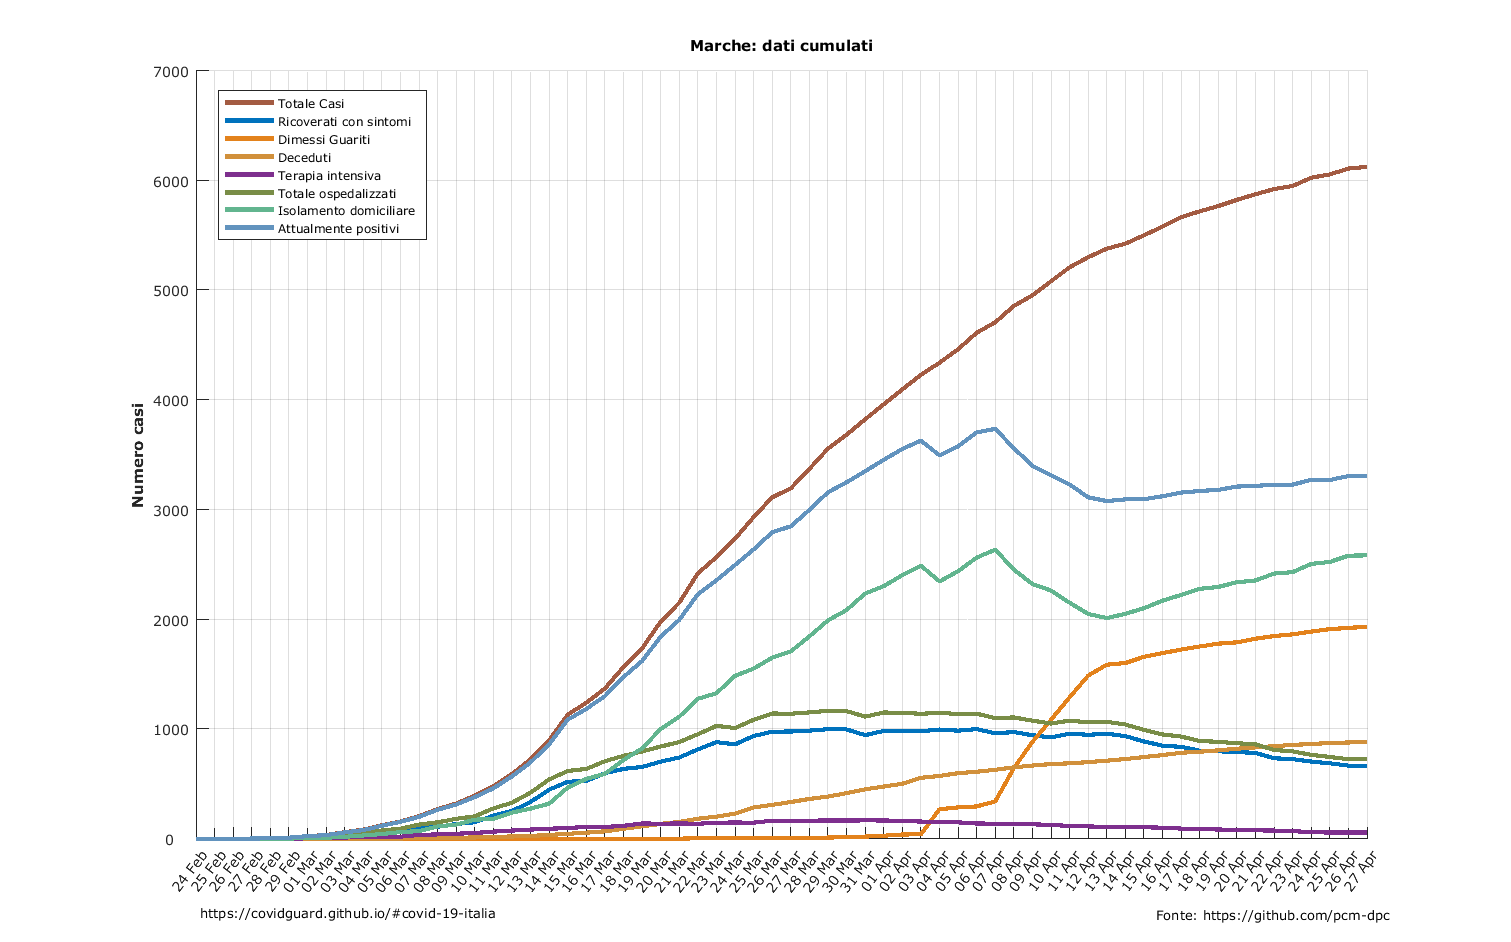 Marche: dati cumulati
7000
6000
5000
4000
3000
2000
1000
0
Numero casi
Totale Casi
Ricoverati con sintomi
Dimessi Guariti
Deceduti
Terapia intensiva
Totale ospedalizzati
Isolamento domiciliare
Attualmente positivi
24 Feb
25 Feb
26 Feb
27 Feb
28 Feb
29 Feb
01 Mar
02 Mar
03 Mar
04 Mar
05 Mar
06 Mar
07 Mar
08 Mar
09 Mar
10 Mar
11 Mar
12 Mar
13 Mar
14 Mar
15 Mar
16 Mar
17 Mar
18 Mar
19 Mar
20 Mar
21 Mar
22 Mar
23 Mar
24 Mar
25 Mar
26 Mar
27 Mar
28 Mar
29 Mar
30 Mar
31 Mar
01 Apr
02 Apr
03 Apr
04 Apr
05 Apr
06 Apr
07 Apr
08 Apr
09 Apr
10 Apr
11 Apr
12 Apr
13 Apr
14 Apr
15 Apr
16 Apr
17 Apr
18 Apr
19 Apr
20 Apr
21 Apr
22 Apr
23 Apr
24 Apr
25 Apr
26 Apr
27 Apr
https://covidguard.github.io/#covid-19-italia
Fonte: https://github.com/pcm-dpc